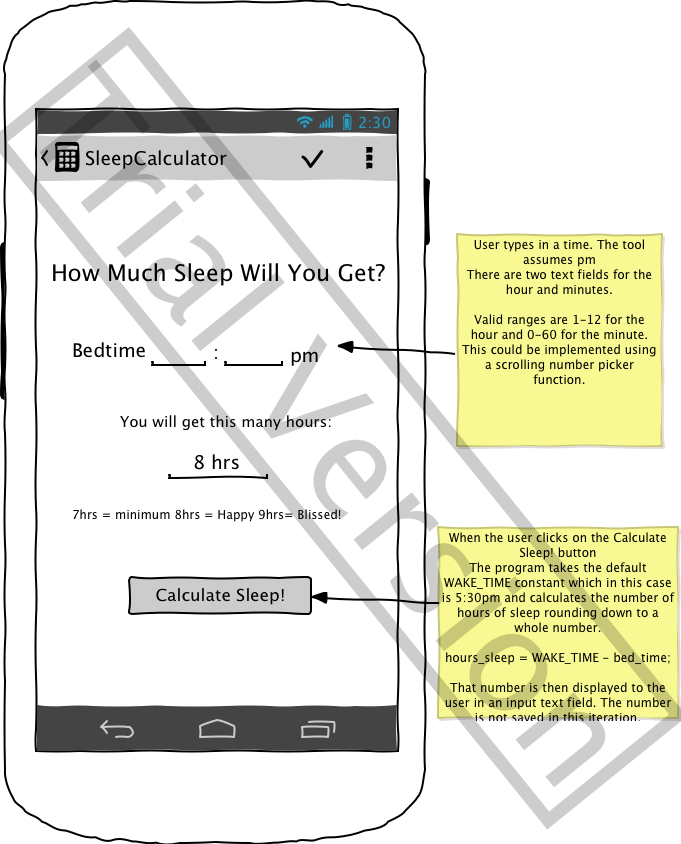 2:30
SleepCalculator
How Much Sleep Will You Get?
Bedtime : pm
You will get this many hours:
8 hrs
7hrs = minimum 8hrs = Happy 9hrs= Blissed!
Calculate Sleep!
User types in a time. The tool
assumes pm
There are two text fields for the
hour and minutes.
Valid ranges are 1-12 for the
hour and 0-60 for the minute.
This could be implemented using
a scrolling number picker
function.
When the user clicks on the Calculate
Sleep! button
The program takes the default
WAKE_TIME constant which in this case
is 5:30pm and calculates the number of
hours of sleep rounding down to a
whole number.
hours_sleep = WAKE_TIME - bed_time;
That number is then displayed to the
user in an input text field. The number
is not saved in this iteration.
Trial Version